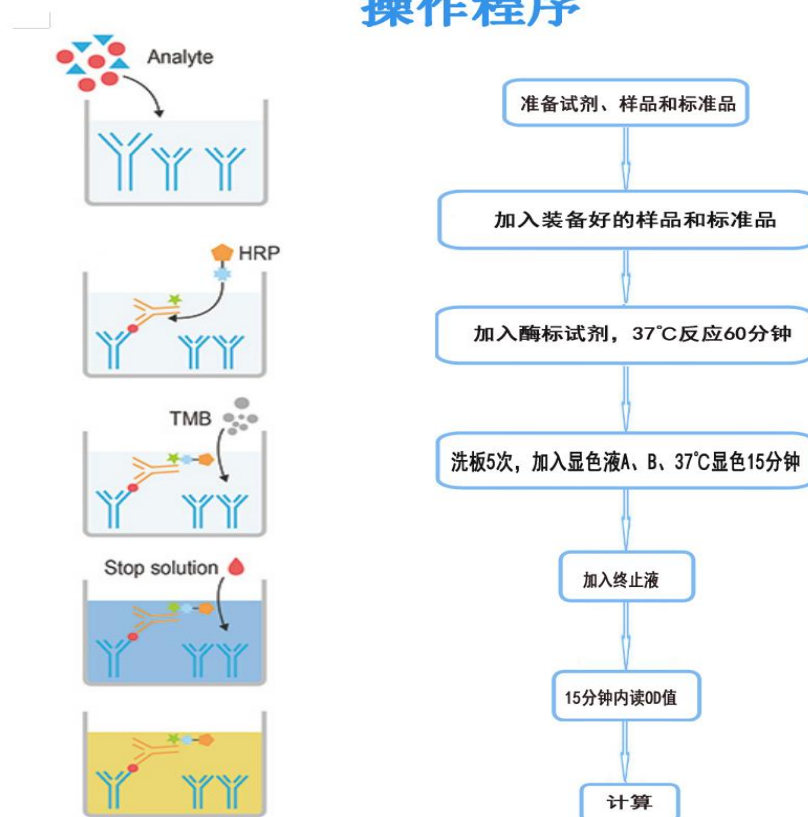 操作程序
Analyte
HRP
TMB
Stop solution
准备试剂、样品和标准品
加入装备好的样品和标准品
加入酶标试剂，37℃反应60分钟
洗板5次，加入显色液A、B、37℃显色15分钟
加入终止液
15分钟内读OD值
计算